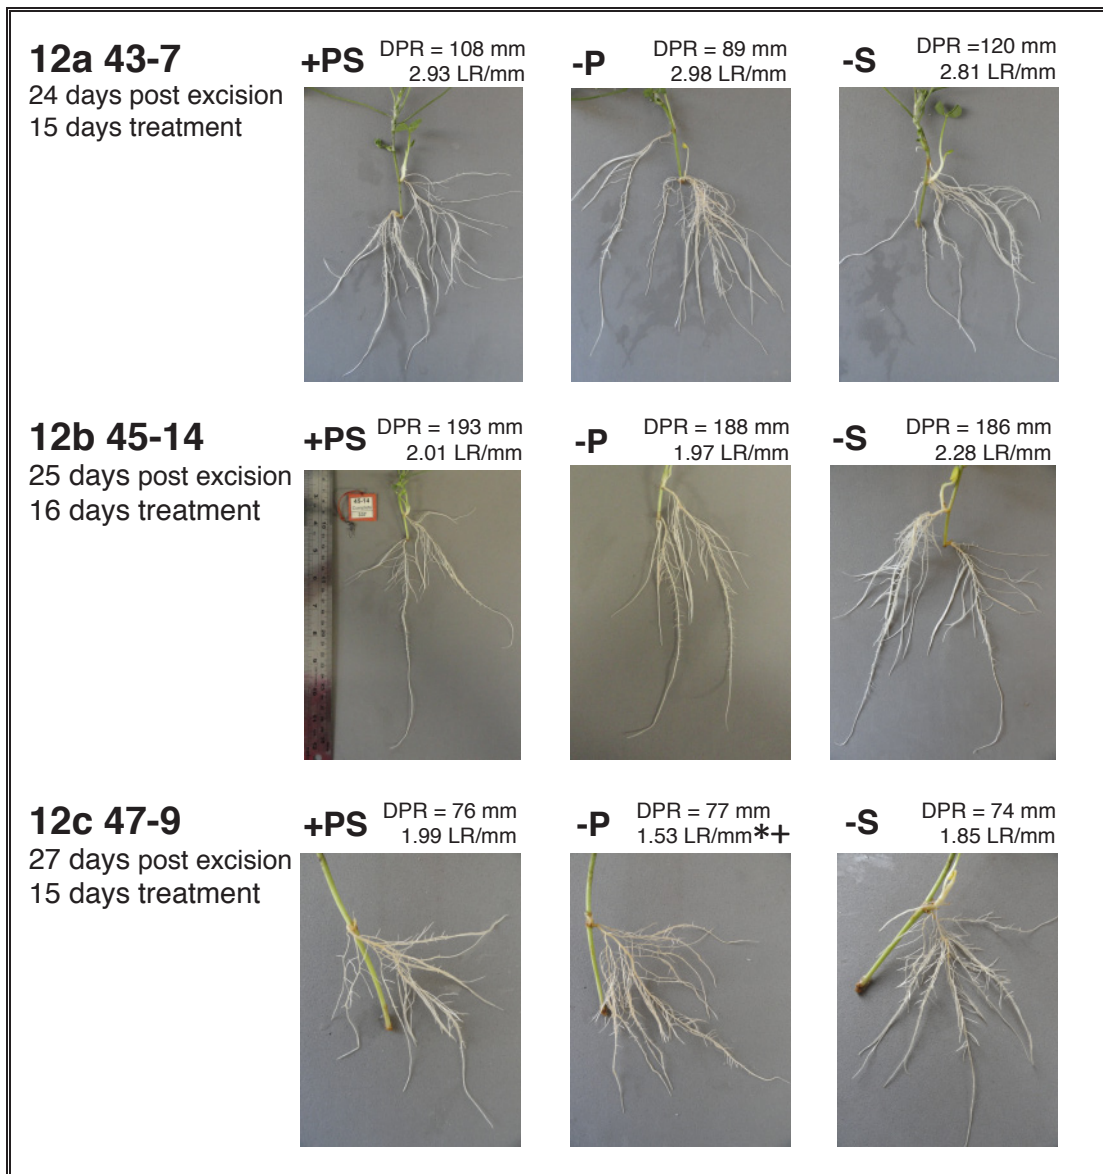 12a 43-7
24 days post excision
15 days treatment
+PS DPR = 108 mm
2.93 LR/mm
-P DPR = 89 mm
2.98 LR/mm
-S DPR =120 mm
2.81 LR/mm
12b 45-14
25 days post excision
16 days treatment
+PS DPR = 193 mm
2.01 LR/mm
-P DPR = 188 mm
1.97 LR/mm
-S DPR = 186 mm
2.28 LR/mm
45-14
12c 47-9
27 days post excision
15 days treatment
+PS DPR = 76 mm
1.99 LR/mm
-P DPR = 77 mm
1.53 LR/mm*+
-S DPR = 74 mm
1.85 LR/mm